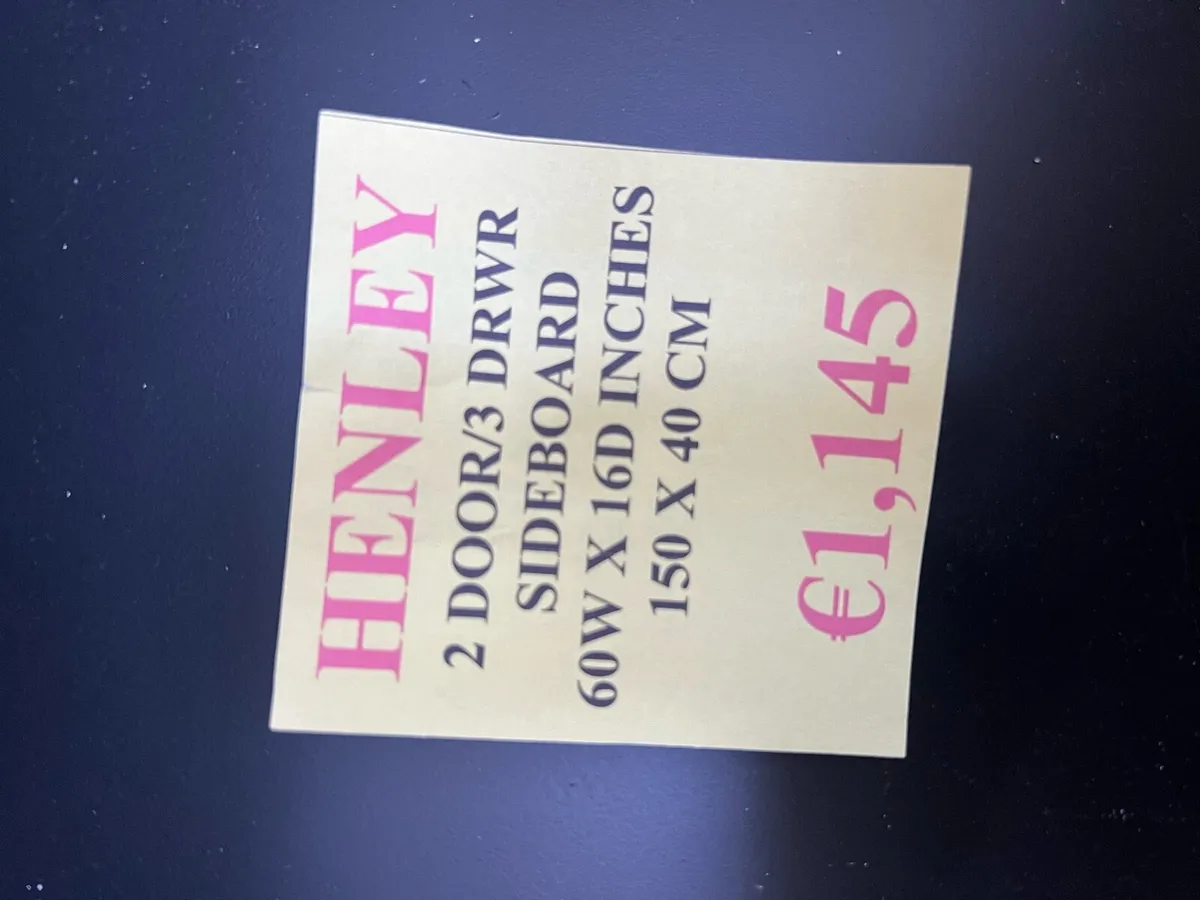 HENLEY
2 DOOR/3 DRWR
SIDEBOARD
60W X 16D INCHES
150 X 40 CM
€1,145